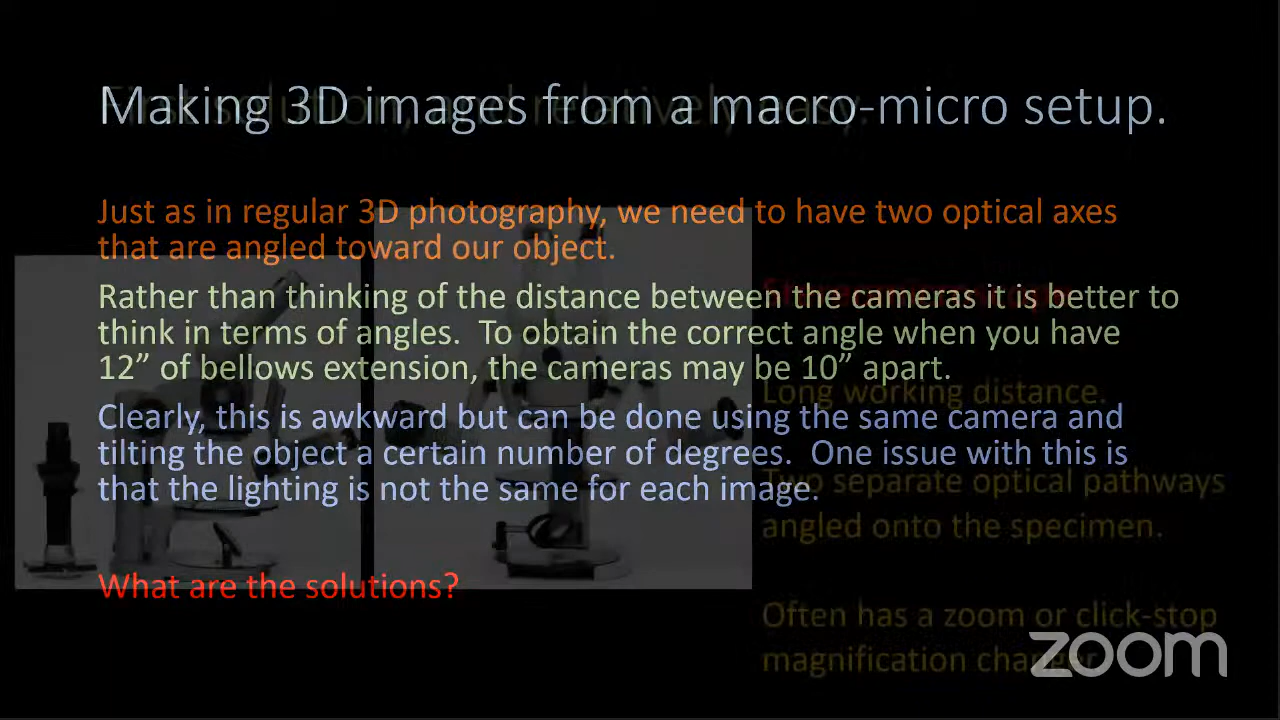 Making 3D images from a macro-micro setup.
First solution, and relatively easy.
Just as in regular 3D photography, we need to have two optical axes
that are angled toward our object.
Rather than thinking of the distance between the cameras it is better to
think in terms of angles.  To obtain the correct angle when you have
12” of bellows extension, the cameras may be 10” apart.
Clearly, this is awkward but can be done using the same camera and
tilting the object a certain number of degrees.  One issue with this is
that the lighting is not the same for each image.
What are the solutions?
Long working distance.
Two separate optical pathways
angled onto the specimen.
Often has a zoom or click-stop
magnification changer
zoom